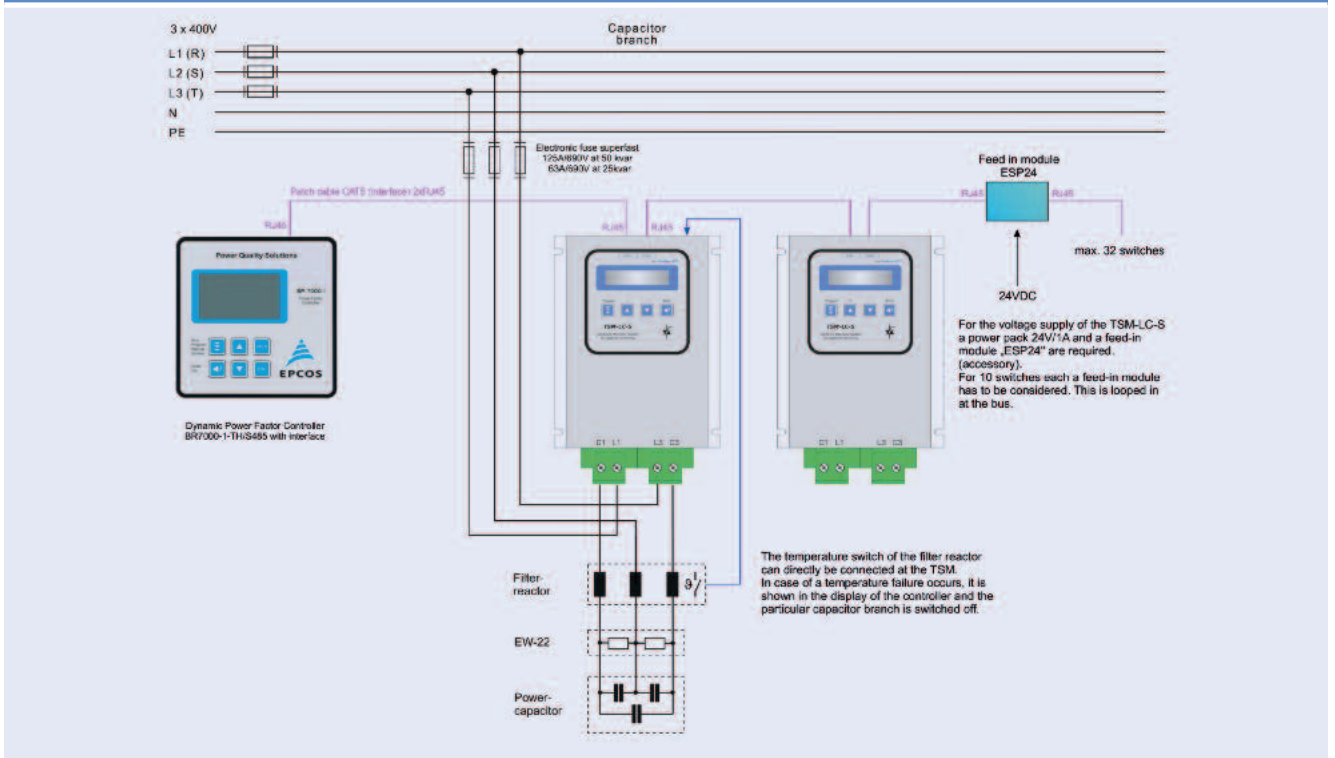 3 x 400V
Capacitor
branch
L1 (R)
L2 (S)
L3 (T)
N
PE
Electronic fuse superfast
125A/690V at 50 kvar
63A/690V at 25kvar
Feed in module
ESP24
Patch cable CAT5 (interface) 2xRJ45
RJ45
RJ45
RJ45
RJ45
RJ45
max. 32 switches
24VDC
Power Quality Solutions
EPCOS
TSM-LC-S
TSM-LC-S
For the voltage supply of the TSM-LC-S
a power pack 24V/1A and a feed-in
module „ESP24" are required.
(accessory).
For 10 switches each a feed-in module
has to be considered. This is looped in
at the bus.
Dynamic Power Factor Controller
BR7000-1-TH/S485 with interface
C1 L1
L3 C3
C1 L1
L3 C3
The temperature switch of the filter reactor
can directly be connected at the TSM.
In case of a temperature failure occurs, it is
shown in the display of the controller and the
particular capacitor branch is switched off.
Filter-
reactor
ϑ
EW-22
Power-
capacitor